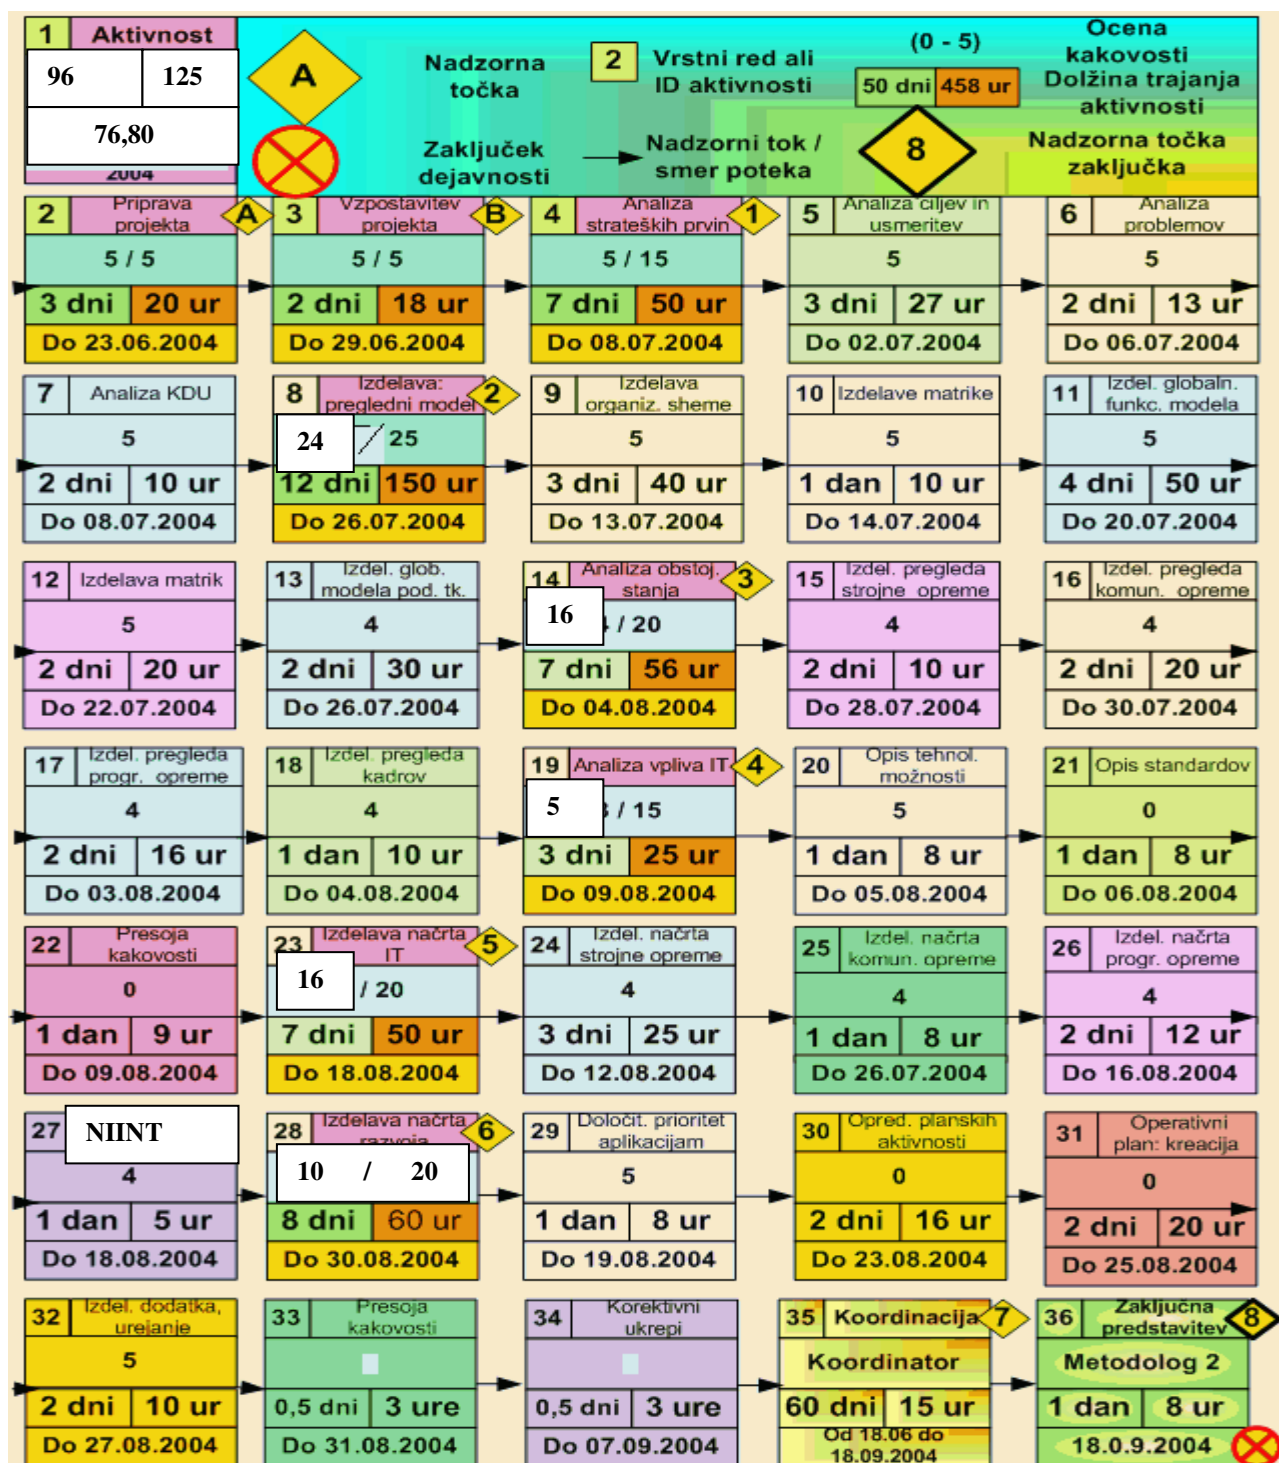 1 Aktivnost
96 125
76,80
2004
A
Nadzorna
točka
2
Vrstni red ali
ID aktivnosti
(0 - 5)
50 dni 458 ur
Ocena
kakovosti
Dolžina trajanja
aktivnosti
Zaključek
dejavnosti
Nadzorni tok /
smer poteka
8
Nadzorna točka
zaključka
2 Priprava
projekta
A
5 / 5
3 dni 20 ur
Do 23.06.2004
3 Vzpostavitev
projekta
B
5 / 5
2 dni 18 ur
Do 29.06.2004
4 Analiza
strateških prvin
1
5 / 15
7 dni 50 ur
Do 08.07.2004
5 Analiza ciljev in
usmeritev
5
3 dni 27 ur
Do 02.07.2004
6 Analiza
problemov
5
2 dni 13 ur
Do 06.07.2004
7 Analiza KDU
5
2 dni 10 ur
Do 08.07.2004
8 Izdelava:
pregledni model
2
24 / 25
12 dni 150 ur
Do 26.07.2004
9 Izdelava
organiz. sheme
5
3 dni 40 ur
Do 13.07.2004
10 Izdelave matrike
5
1 dan 10 ur
Do 14.07.2004
11 Izdel. globaln.
funkc. modela
5
4 dni 50 ur
Do 20.07.2004
12 Izdelava matrik
5
2 dni 20 ur
Do 22.07.2004
13 Izdel. glob.
modela pod. tk.
4
2 dni 30 ur
Do 26.07.2004
14 Analiza obstoj.
stanja
3
16 / 20
7 dni 56 ur
Do 04.08.2004
15 Izdel. pregleda
strojne opreme
4
2 dni 10 ur
Do 28.07.2004
16 Izdel. pregleda
komun. opreme
4
2 dni 20 ur
Do 30.07.2004
17 Izdel. pregleda
progr. opreme
4
2 dni 16 ur
Do 03.08.2004
18 Izdel. pregleda
kadrov
4
1 dan 10 ur
Do 04.08.2004
19 Analiza vpliva IT
4
5 / 15
3 dni 25 ur
Do 09.08.2004
20 Opis tehnol.
možnosti
5
1 dan 8 ur
Do 05.08.2004
21 Opis standardov
0
1 dan 8 ur
Do 06.08.2004
22 Presoja
kakovosti
0
1 dan 9 ur
Do 09.08.2004
23 Izdelava načrta
IT
5
16 / 20
7 dni 50 ur
Do 18.08.2004
24 Izdel. načrta
strojne opreme
4
3 dni 25 ur
Do 12.08.2004
25 Izdel. načrta
komun. opreme
4
1 dan 8 ur
Do 26.07.2004
26 Izdel. načrta
progr. opreme
4
2 dni 12 ur
Do 16.08.2004
27 NIINT
4
1 dan 5 ur
Do 18.08.2004
28 Izdelava načrta
razvoja
6
10 / 20
8 dni 60 ur
Do 30.08.2004
29 Določit. prioritet
aplikacijam
5
1 dan 8 ur
Do 19.08.2004
30 Opred. planskih
aktivnosti
0
2 dni 16 ur
Do 23.08.2004
31 Operativni
plan: kreacija
0
2 dni 20 ur
Do 25.08.2004
32 Izdel. dodatka,
urejanje
5
2 dni 10 ur
Do 27.08.2004
33 Presoja
kakovosti
0,5 dni 3 ure
Do 31.08.2004
34 Korektivni
ukrepi
0,5 dni 3 ure
Do 07.09.2004
35 Koordinacija
7
Koordinator
60 dni 15 ur
Od 18.06 do
18.09.2004
36 Zaključna
predstavitev
8
Metodolog 2
1 dan 8 ur
18.0.9.2004